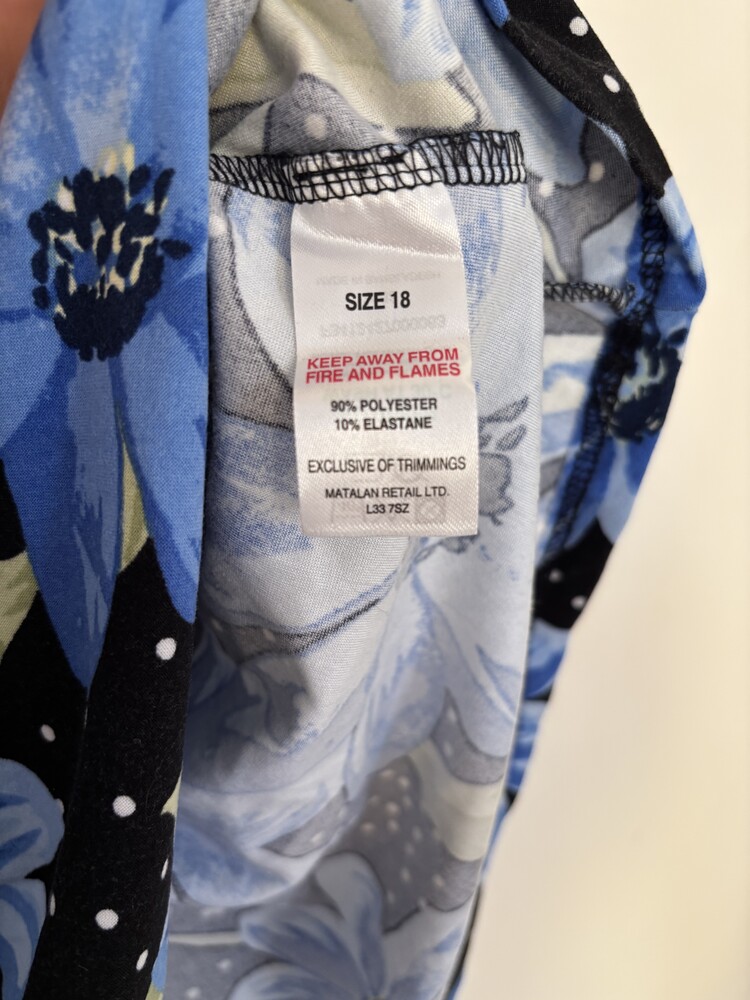 SIZE 18
KEEP AWAY FROM
FIRE AND FLAMES
90% POLYESTER
10% ELASTANE
EXCLUSIVE OF TRIMMINGS
MATALAN RETAIL LTD.
L33 7SZ